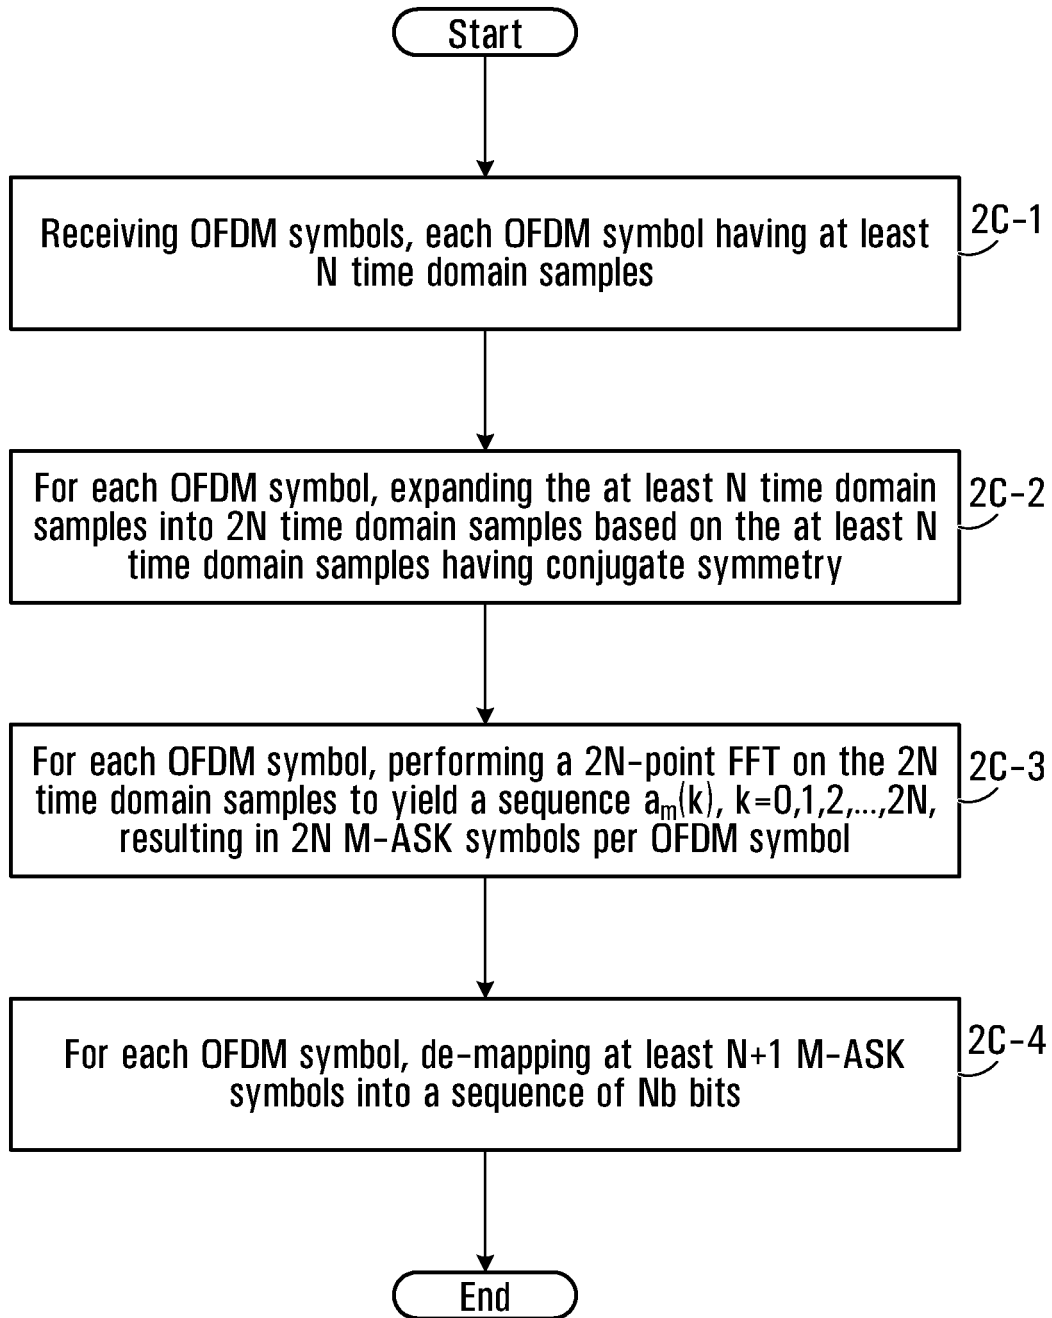 Start
Receiving OFDM symbols, each OFDM symbol having at least
N time domain samples
2C-1
For each OFDM symbol, expanding the at least N time domain
samples into 2N time domain samples based on the at least N
time domain samples having conjugate symmetry
2C-2
For each OFDM symbol, performing a 2N-point FFT on the 2N
time domain samples to yield a sequence aₘ(k), k=0,1,2,...,2N,
resulting in 2N M-ASK symbols per OFDM symbol
2C-3
For each OFDM symbol, de-mapping at least N+1 M-ASK
symbols into a sequence of Nb bits
2C-4
End